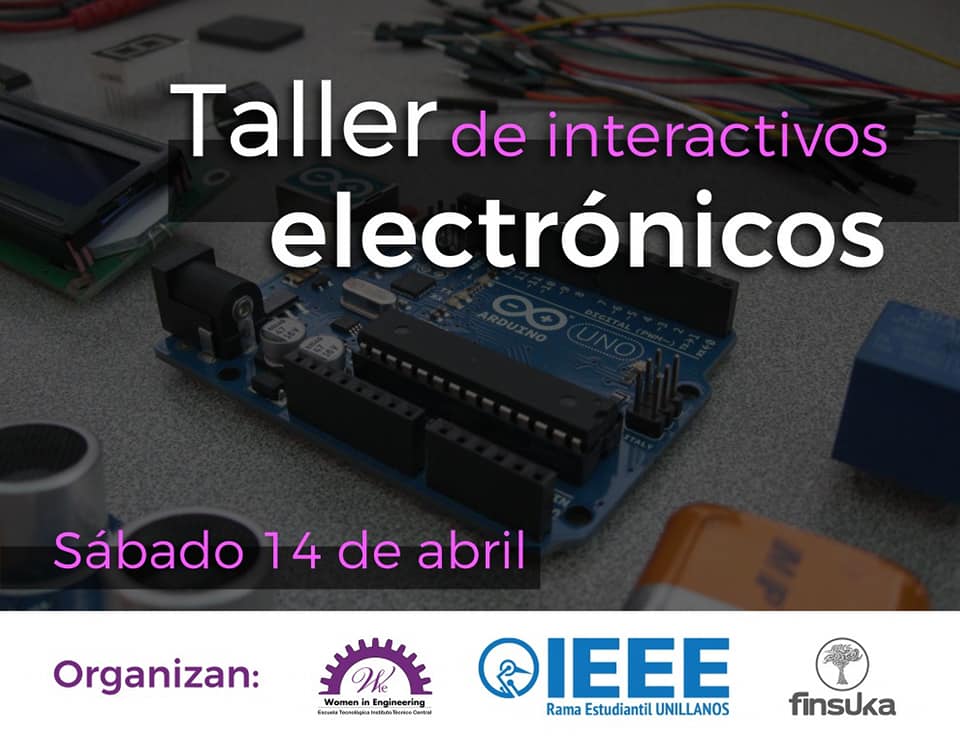 Taller de interactivos
electrónicos
ARDUINO
UNO
DIGITAL (PWM~)
ITALY
Sábado 14 de abril
Organizan:
We
Women in Engineering
Escuela Tecnológica Instituto Técnico Central
IEEE
Rama Estudiantil UNILLANOS
finsuka